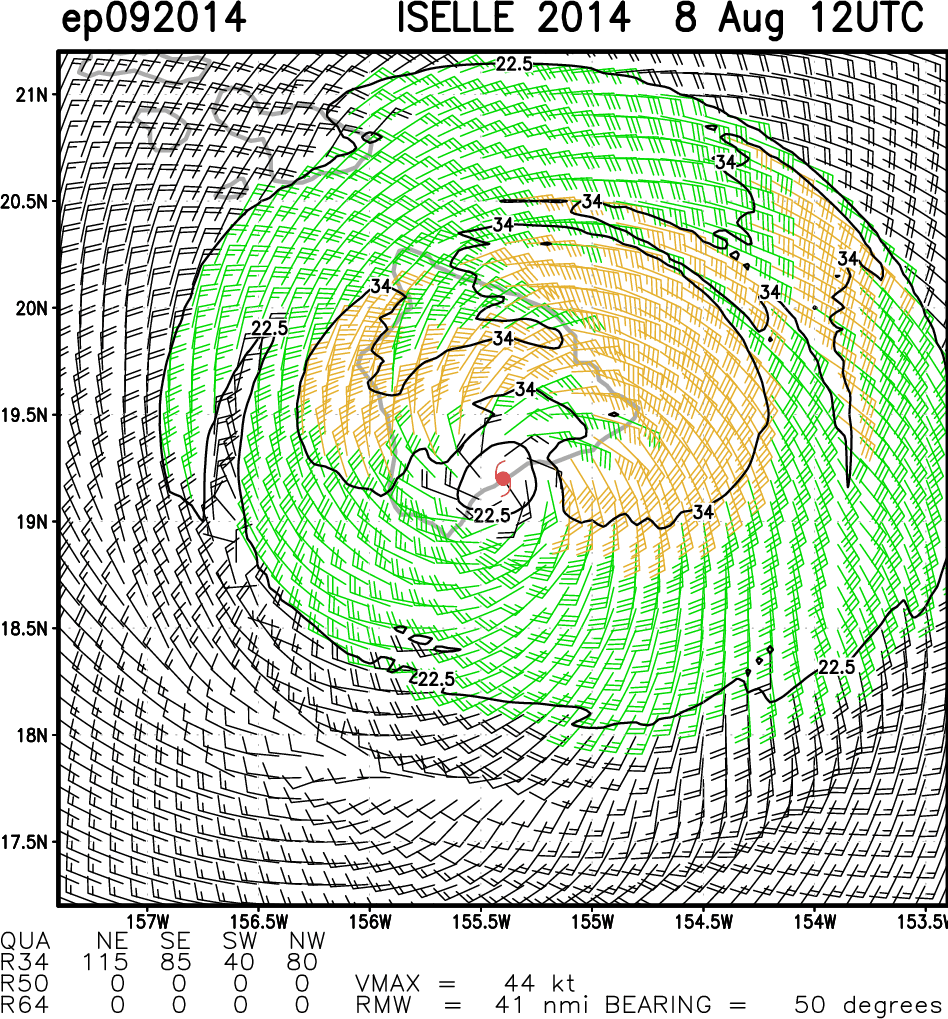 ep092014 ISELLE 2014 8 Aug 12UTC
22.5
21N
34
20.5N
34
34
34
34
20N
34
22.5
34
34
19.5N
34
22.5
19N
18.5N
22.5
22.5
18N
17.5N
157W 156.5W 156W 155.5W 155W 154.5W 154W 153.5W
QUA NE SE SW NW
R34 115 85 40 80
R50 0 0 0 0 VMAX = 44 kt
R64 0 0 0 0 RMW = 41 nmi BEARING = 50 degrees